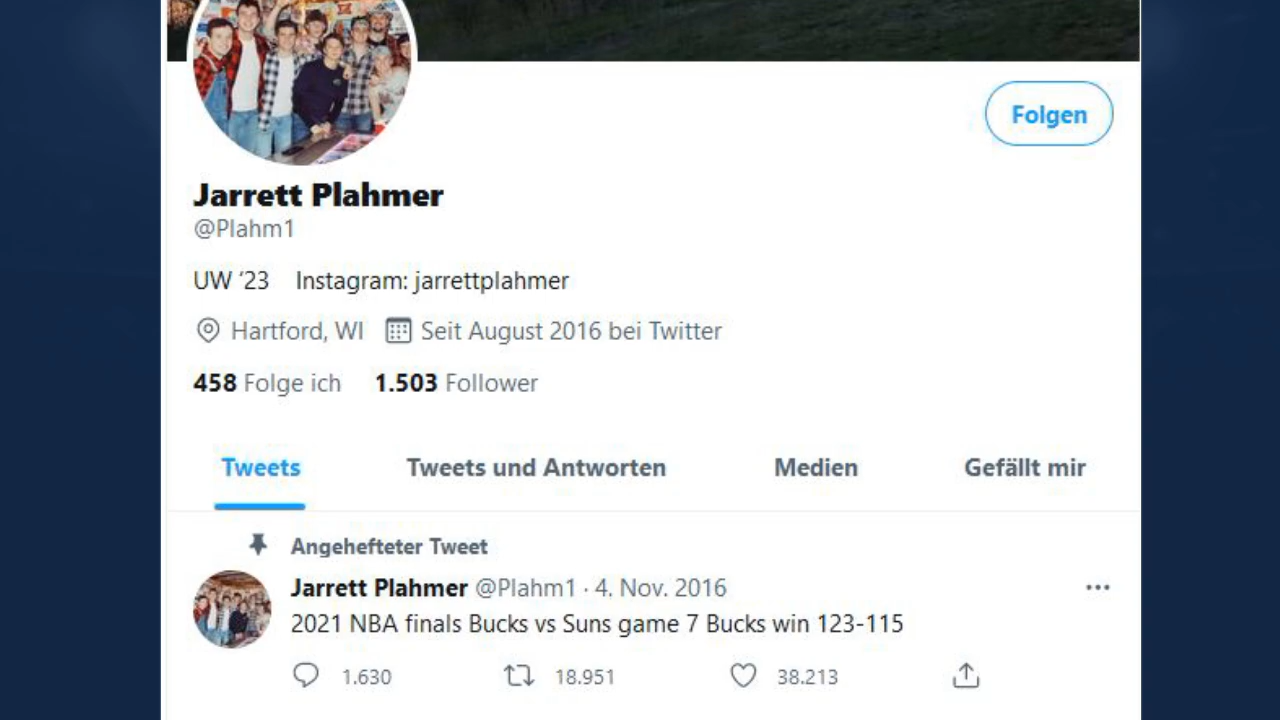 Folgen
Jarrett Plahmer
@Plahm1
UW '23 Instagram: jarrettplahmer
Hartford, WI Seit August 2016 bei Twitter
458 Folge ich 1.503 Follower
Tweets Tweets und Antworten Medien Gefällt mir
Angehefteter Tweet
Jarrett Plahmer @Plahm1 · 4. Nov. 2016
2021 NBA finals Bucks vs Suns game 7 Bucks win 123-115
1.630 18.951 38.213